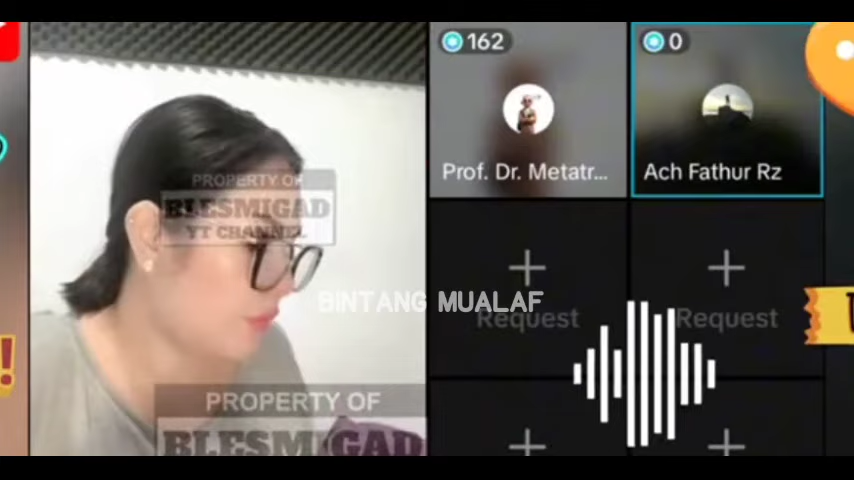 162
0
Prof. Dr. Metatr...
Ach Fathur Rz
PROPERTY OF
BLESMIGAD
YT CHANNEL
BINTANG MUALAF
Request
Request
PROPERTY OF
BLESMIGAD
!